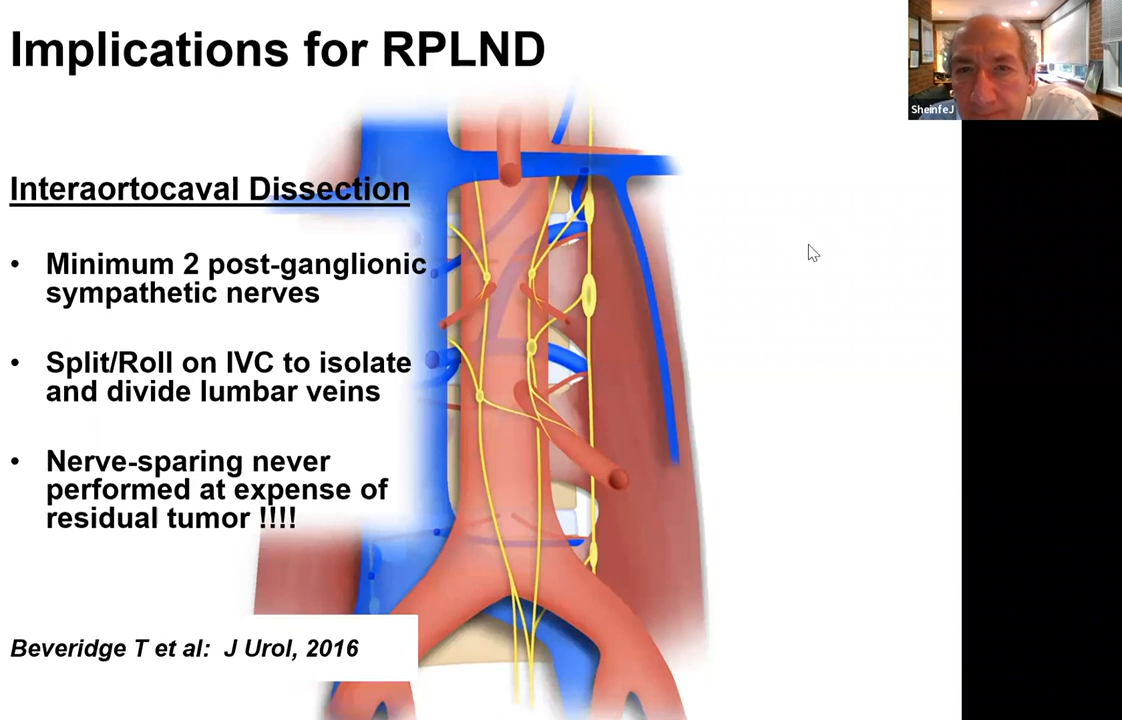 Implications for RPLND
SheinfeJ
Interaortocaval Dissection
• Minimum 2 post-ganglionic
sympathetic nerves
• Split/Roll on IVC to isolate
and divide lumbar veins
• Nerve-sparing never
performed at expense of
residual tumor !!!!
Beveridge T et al: J Urol, 2016